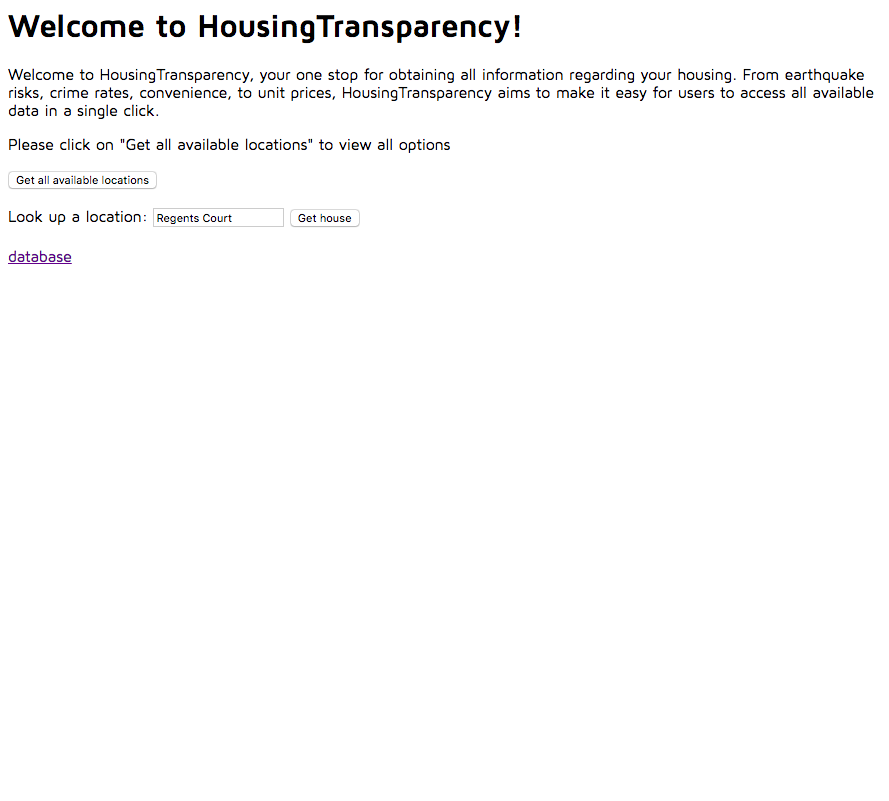 Welcome to HousingTransparency!
Welcome to HousingTransparency, your one stop for obtaining all information regarding your housing. From earthquake
risks, crime rates, convenience, to unit prices, HousingTransparency aims to make it easy for users to access all available
data in a single click.
Please click on "Get all available locations" to view all options
Get all available locations
Look up a location: Regents Court Get house
database